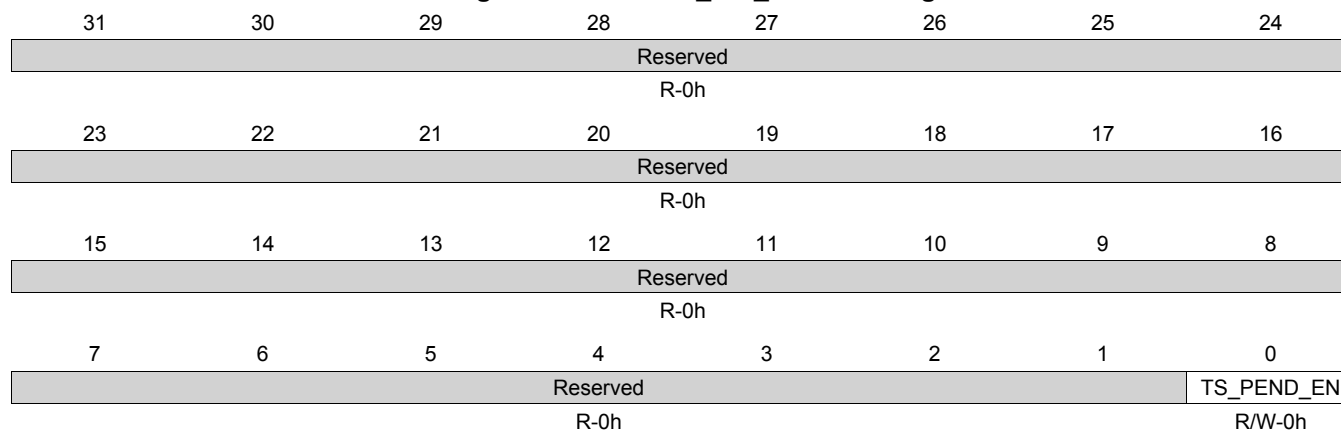 31 30 29 28 27 26 25 24
Reserved
R-0h
23 22 21 20 19 18 17 16
Reserved
R-0h
15 14 13 12 11 10 9 8
Reserved
R-0h
7 6 5 4 3 2 1 0
Reserved TS_PEND_EN
R-0h R/W-0h